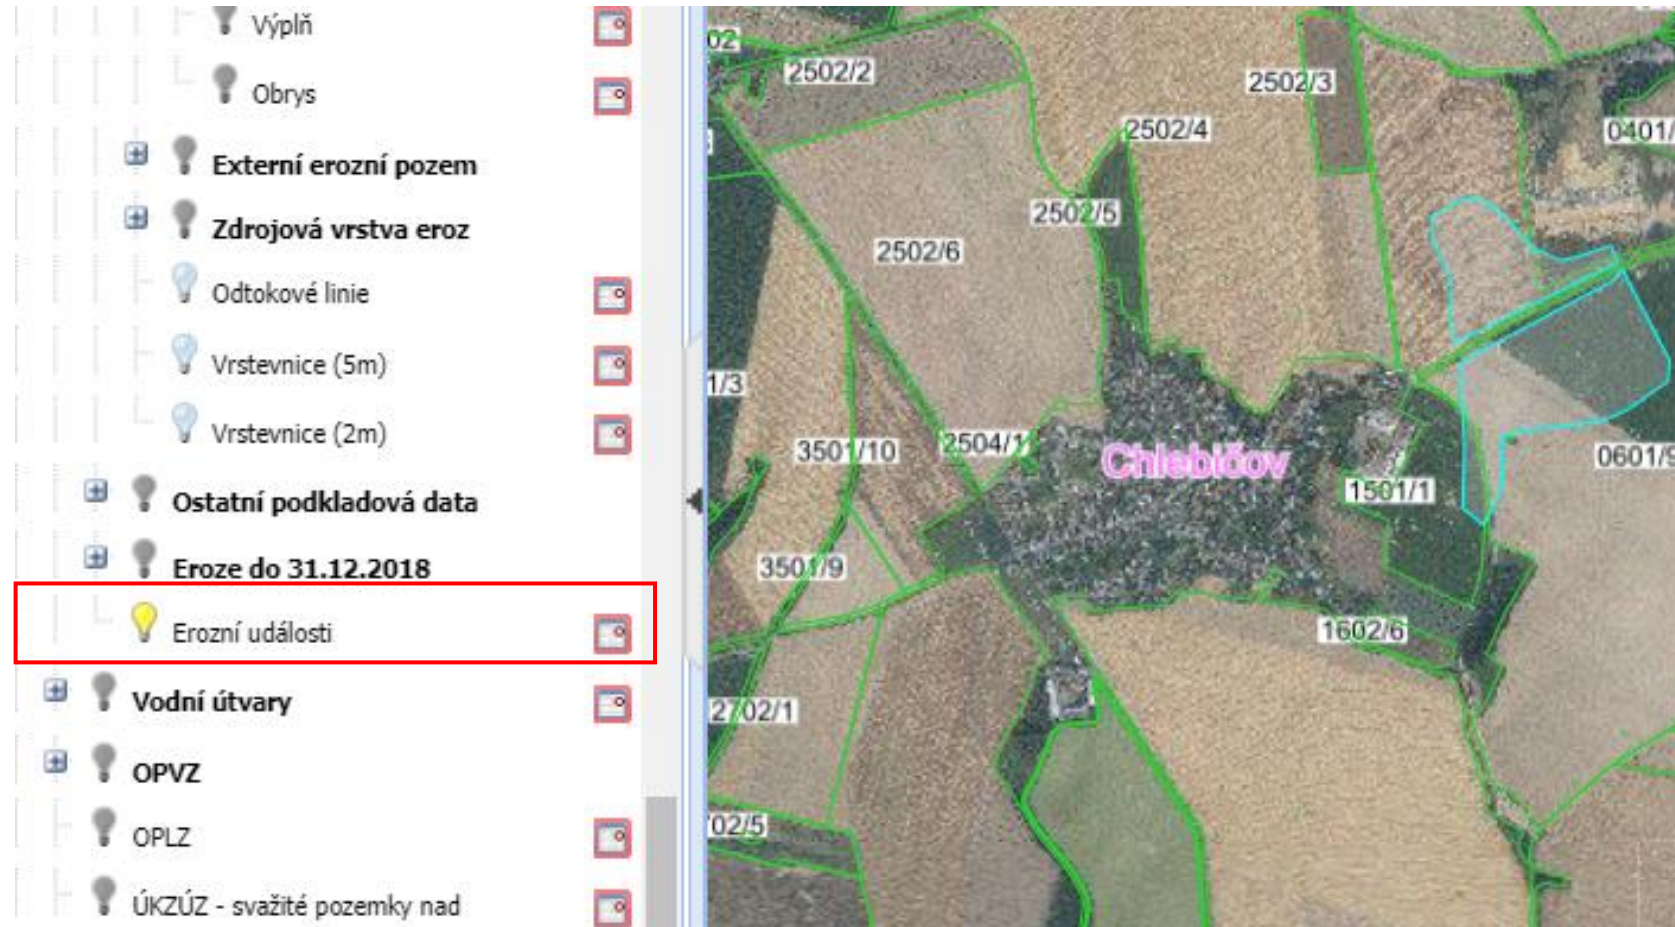 Výplň
Obrys
Externí erozní pozem
Zdrojová vrstva eroz
Odtokové linie
Vrstevnice (5m)
Vrstevnice (2m)
Ostatní podkladová data
Eroze do 31.12.2018
Erozní události
Vodní útvary
OPVZ
OPLZ
ÚKZÚZ - svažité pozemky nad
02
2502/2
2502/3
2502/4
0401/
2502/5
2502/6
1/3
3501/10
2504/1
Chlebičov
0601/9
1501/1
3501/9
1602/6
2702/1
02/5